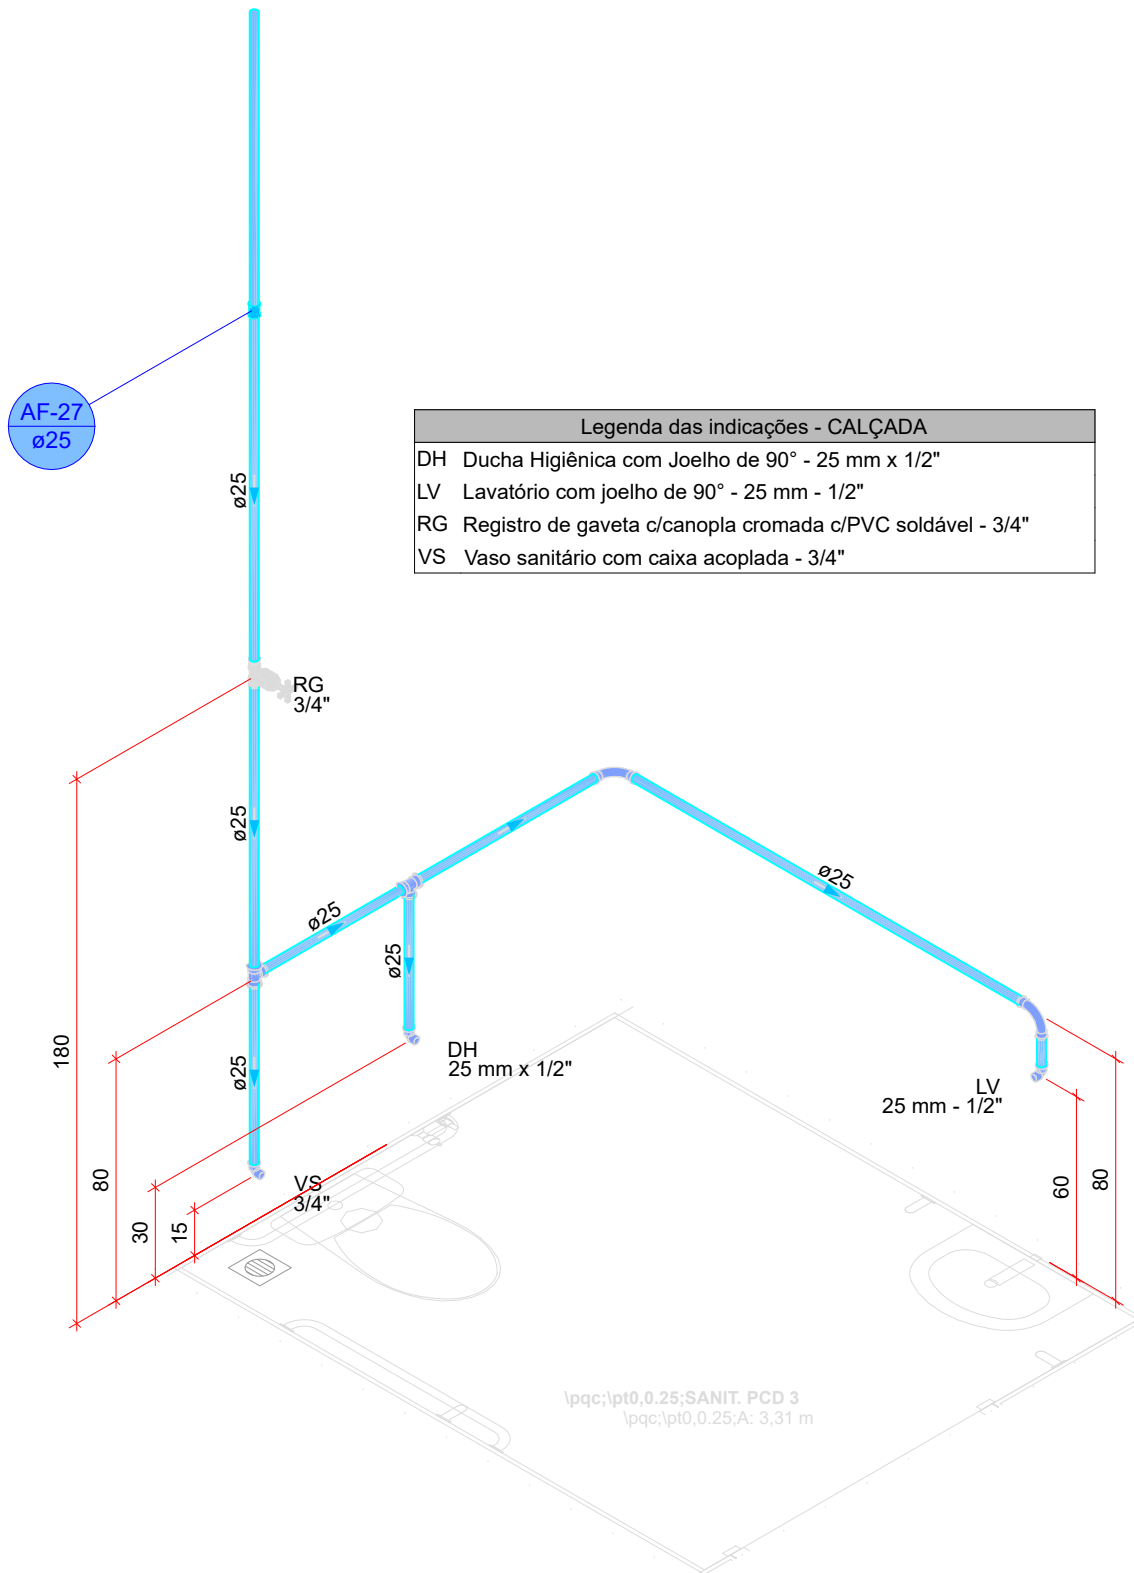 AF-27
ø25
Legenda das indicações - CALÇADA
DH Ducha Higiênica com Joelho de 90° - 25 mm x 1/2"
LV Lavatório com joelho de 90° - 25 mm - 1/2"
RG Registro de gaveta c/canopla cromada c/PVC soldável - 3/4"
VS Vaso sanitário com caixa acoplada - 3/4"
ø25
RG
3/4"
ø25
ø25
ø25
ø25
ø25
DH
25 mm x 1/2"
LV
25 mm - 1/2"
VS
3/4"
180
80
30
15
60
80
\pqc;\pt0,0.25;SANIT. PCD 3
\pqc;\pt0,0.25;A: 3,31 m